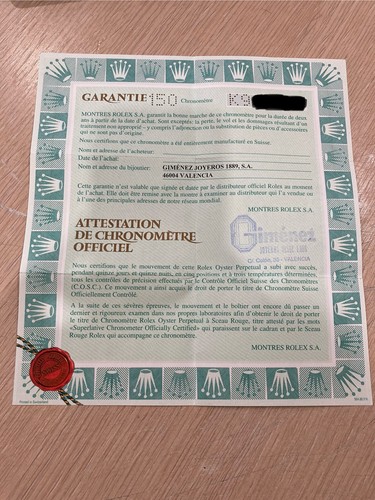 GARANTIE 150 Chronomètre K9
MONTRES ROLEX S.A. garantit la bonne marche de ce chronomètre pour la durée de deux
ans à partir de la date d'achat. Sont exceptés: la perte, le vel et les dommages résultant d'un
traitement non approprié – y compris l'adjonction ou la substitution de pièces ou d'accessoires
qui ne sont pas d'origine.
Nous certifions que ce chronomètre a été entièrement manufacturé en Suisse.
Nom et adresse de l'acheteur:
Date de l'achat:
Nom et adresse du bijoutier: GIMÉNEZ JOYEROS 1889, S.A.
46004 VALENCIA
Cette garantie n'est valable que signée et datée par le distributeur officiel Rolex au moment
de l'achat. Elle doit être remise avec la montre à examiner au distributeur qui l'a vendue ou
à l'une des principales adresses de notre réseau mondial.
MONTRES ROLEX S.A.
ATTESTATION
DE CHRONOMÈTRE
OFFICIEL
Giménez
VALENCIA
Nous certifions que le mouvement de cette Rolex Oyster Perpetual a subi avec succès,
pendant quinze jours et quinze nuits, en cinq positions et à trois températures déterminées,
tous les contrôles de précision effectués par le Contrôle Officiel Suisse des Chronomètres
(C.O.S.C.). Ce mouvement a ainsi acquis le droit de porter le titre de Chronomètre Suisse
Officiellement Contrôlé.
A la suite de ces sévères épreuves, le mouvement et le boîtier ont encore dû passer un
dernier et rigoureux examen dans nos propres laboratoires afin d'obtenir le droit de porter
le titre de Chronomètre Rolex Oyster Perpetual à Sceau Rouge, titre attesté par les mots
«Superlative Chronometer Officially Certified» qui paraissent sur le cadran et par le Sceau
Rouge Rolex qui accompagne ce chronomètre.
MONTRES ROLEX S.A.
Printed in Switzerland